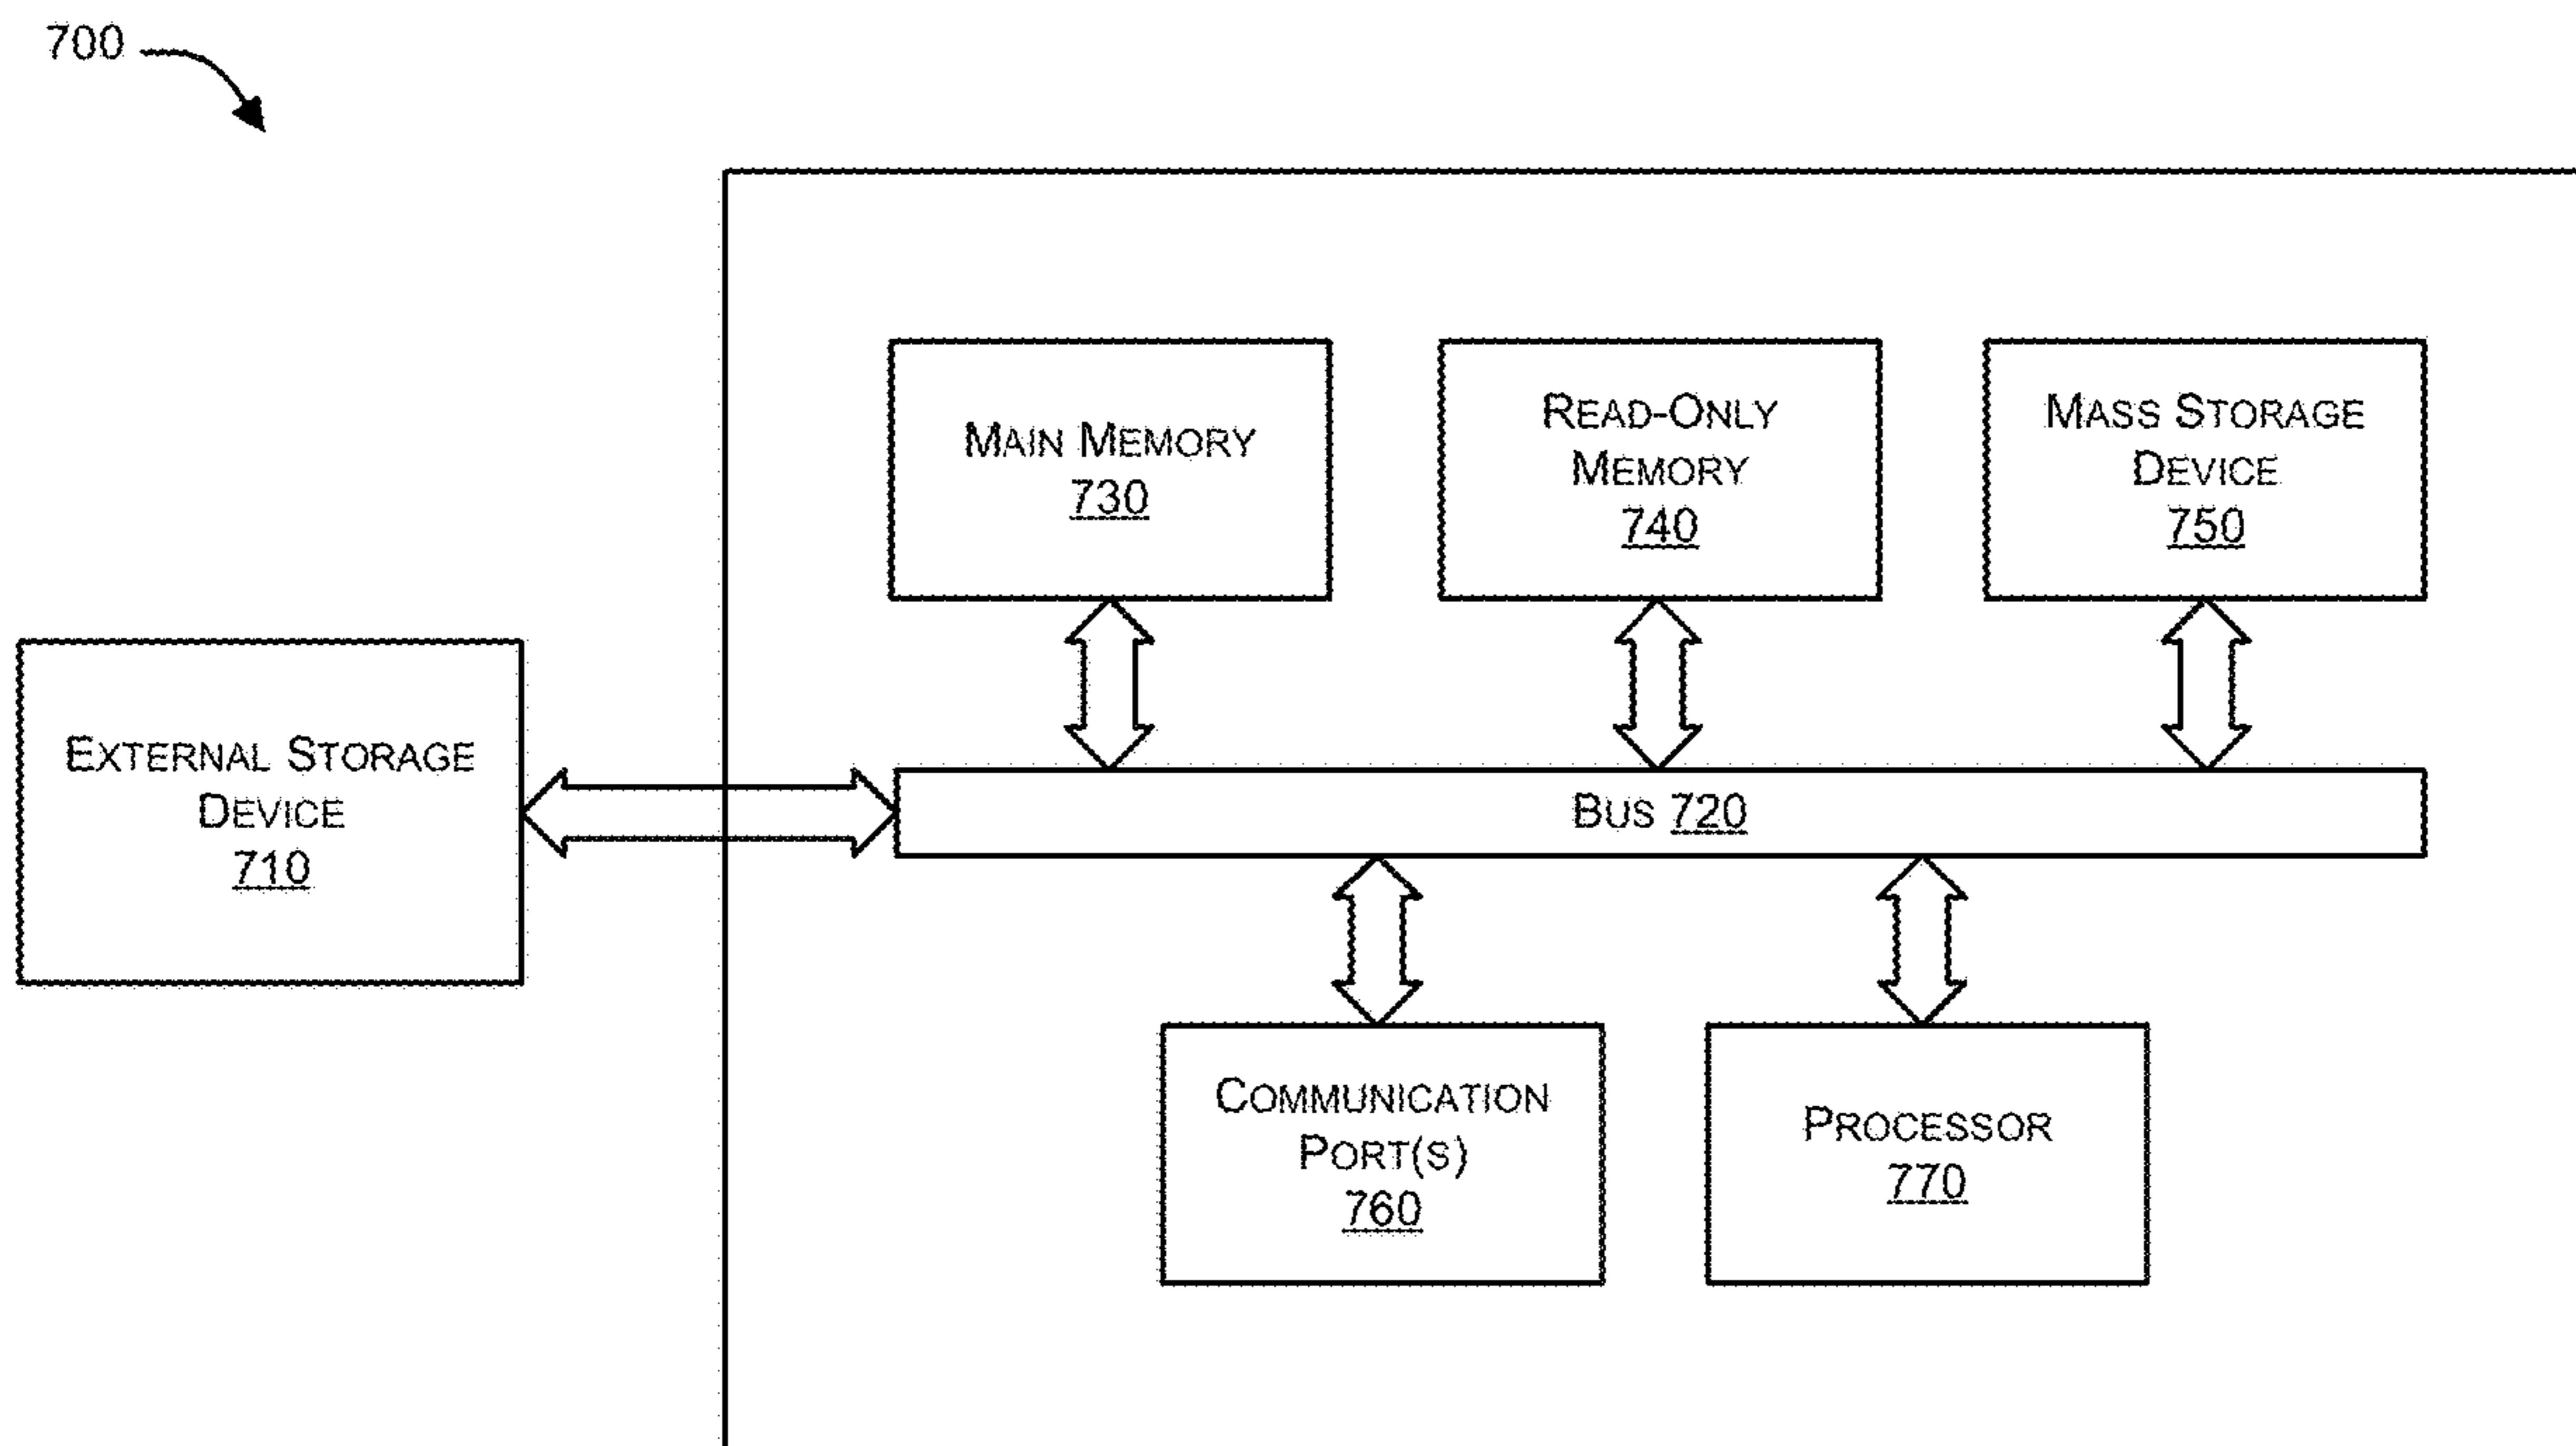 700
MAIN MEMORY
730
READ-ONLY
MEMORY
740
MASS STORAGE
DEVICE
750
EXTERNAL STORAGE
DEVICE
710
BUS 720
COMMUNICATION
PORT(S)
760
PROCESSOR
770